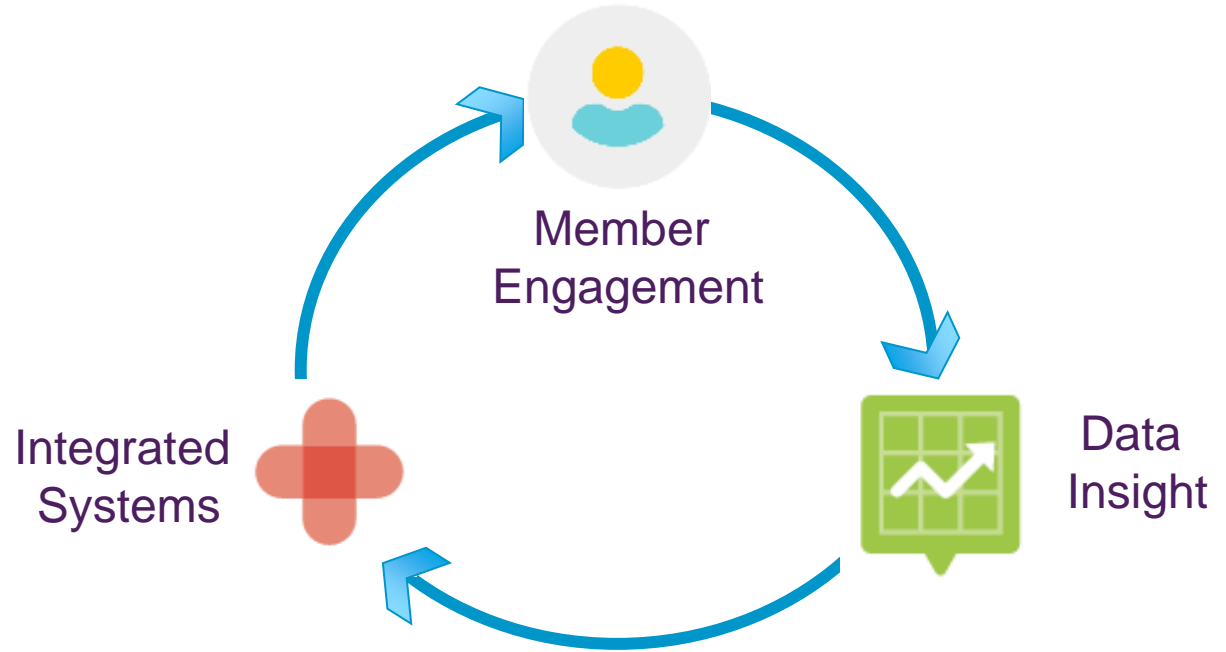 Member
Engagement
Integrated
Systems
Data
Insight